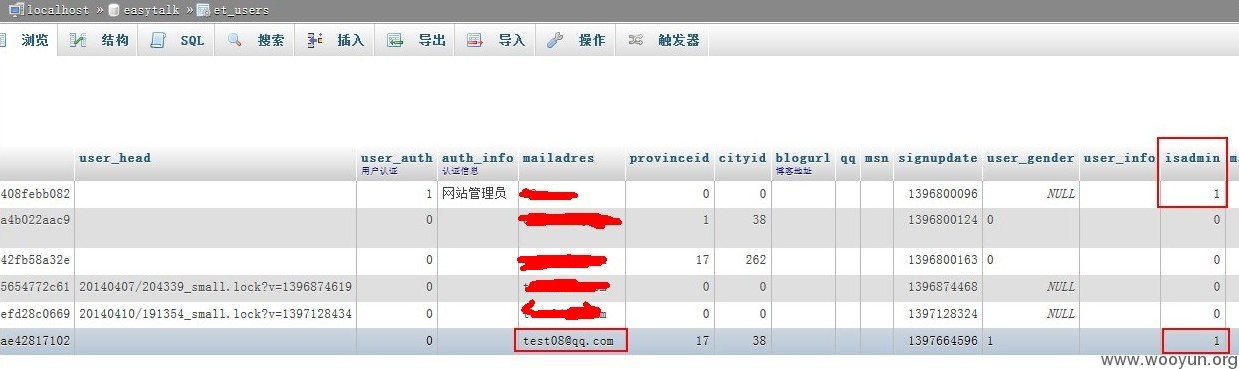 localhost » easytalk » et_users
浏览 结构 SQL 搜索 插入 导出 导入 操作 触发器
user_head user_auth auth_info mailadres provinceid cityid blogurl qq msn signupdate user_gender user_info isadmin
用户认证 认证信息 博客地址
408febb082 1 网站管理员 0 0 1396800096 NULL 1
a4b022aac9 0 1 38 1396800124 0 0
42fb58a32e 0 17 262 1396800163 0 0
5654772c61 20140407/204339_small.lock?v=1396874619 0 0 0 1396874468 NULL 0
efd28c0669 20140410/191354_small.lock?v=1397128434 0 0 0 1397128324 NULL 0
ae42817102 0 test08@qq.com 17 38 1397664596 1 1
www.wooyun.org